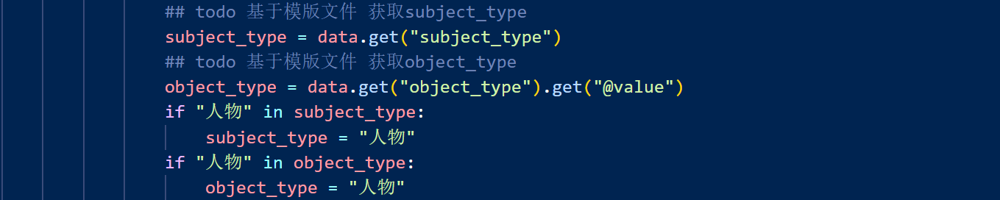 ## todo 基于模版文件 获取subject_type
subject_type = data.get("subject_type")
## todo 基于模版文件 获取object_type
object_type = data.get("object_type").get("@value")
if "人物" in subject_type:
    subject_type = "人物"
if "人物" in object_type:
    object_type = "人物"